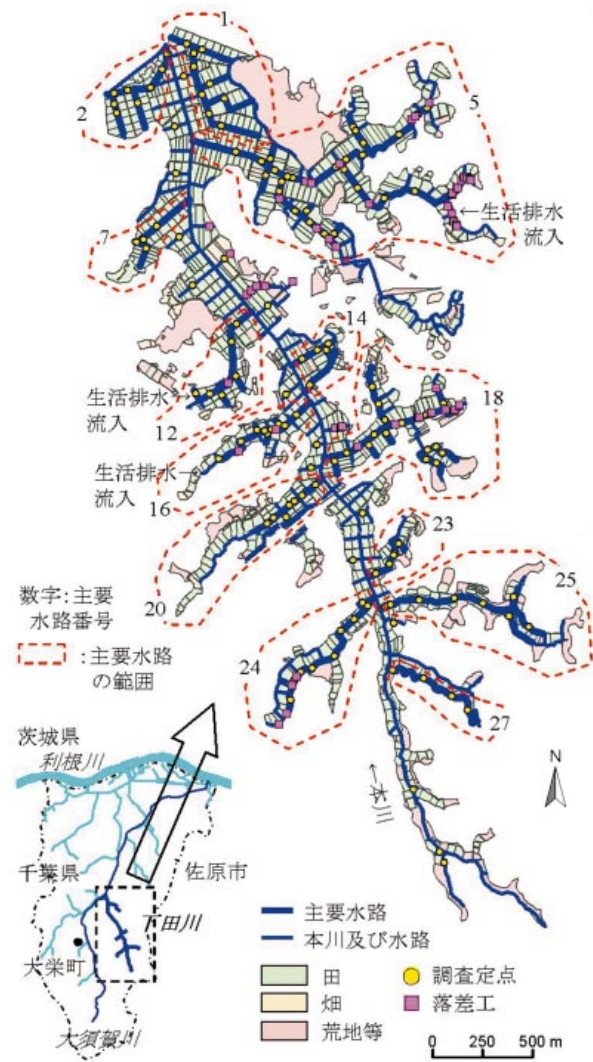 1
2
5
←生活排水
流入
7
14
生活排水
流入
12
18
生活排水→
流入
16
23
20
25
数字:主要
水路番号
:主要水路
の範囲
24
27
茨城県
利根川
N
←本川
千葉県
佐原市
下田川
大栄町
大須賀川
主要水路
本川及び水路
田
調査定点
畑
落差工
荒地等
0 250 500 m